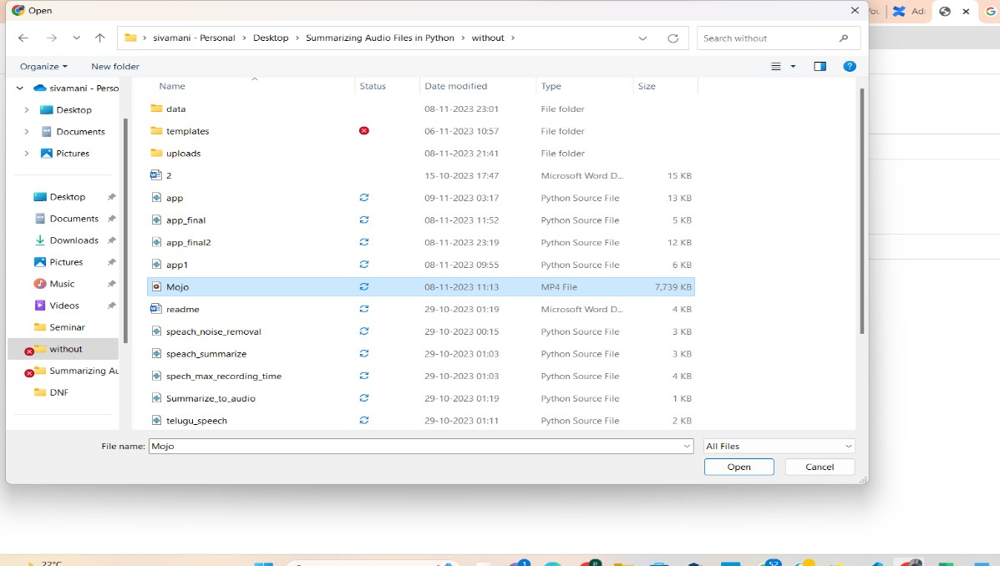 Open
You
Ad
sivamani - Personal > Desktop > Summarizing Audio Files in Python > without >
Search without
Organize
New folder
Name Status Date modified Type Size
sivamani - Perso
Desktop
Documents
Pictures
Desktop
Documents
Downloads
Pictures
Music
Videos
Seminar
without
Summarizing Au
DNF
data 08-11-2023 23:01 File folder
templates 06-11-2023 10:57 File folder
uploads 08-11-2023 21:41 File folder
2 15-10-2023 17:47 Microsoft Word D... 15 KB
app 09-11-2023 03:17 Python Source File 13 KB
app_final 08-11-2023 11:52 Python Source File 5 KB
app_final2 08-11-2023 23:19 Python Source File 12 KB
app1 08-11-2023 09:55 Python Source File 6 KB
Mojo 08-11-2023 11:13 MP4 File 7,739 KB
readme 29-10-2023 01:19 Microsoft Word D... 4 KB
speach_noise_removal 29-10-2023 00:15 Python Source File 3 KB
speach_summarize 29-10-2023 01:03 Python Source File 3 KB
spech_max_recording_time 29-10-2023 01:03 Python Source File 4 KB
Summarize_to_audio 29-10-2023 01:19 Python Source File 1 KB
telugu_speech 29-10-2023 01:11 Python Source File 2 KB
File name: Mojo
All Files
Open
Cancel
22°C
1
P
52